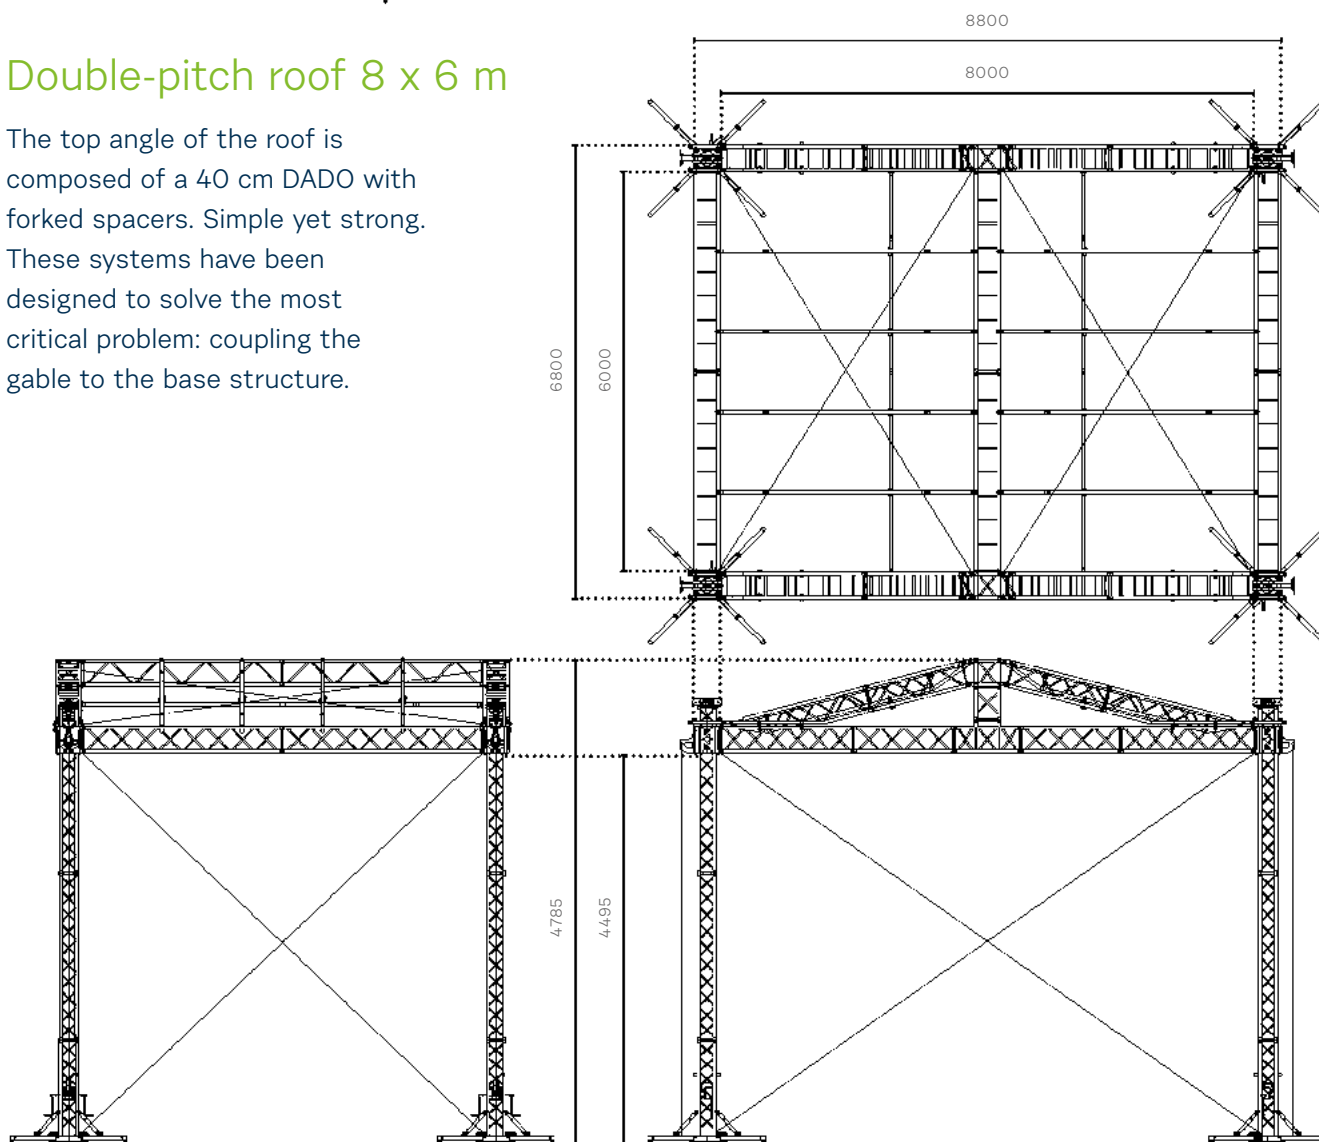 Double-pitch roof 8 x 6 m
The top angle of the roof is
composed of a 40 cm DADO with
forked spacers. Simple yet strong.
These systems have been
designed to solve the most
critical problem: coupling the
gable to the base structure.
8800
8000
6800
6000
4785
4495